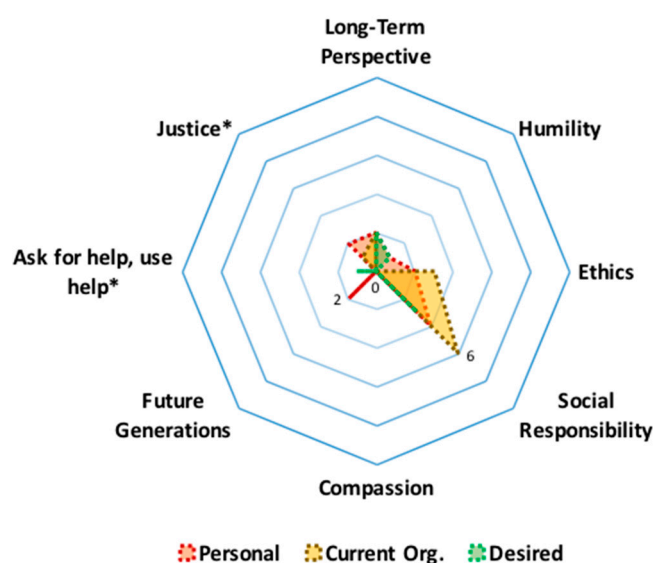 Long-Term
Perspective
Justice*
Humility
Ask for help, use
help*
Ethics
0
2
6
Future
Generations
Social
Responsibility
Compassion
Personal
Current Org.
Desired